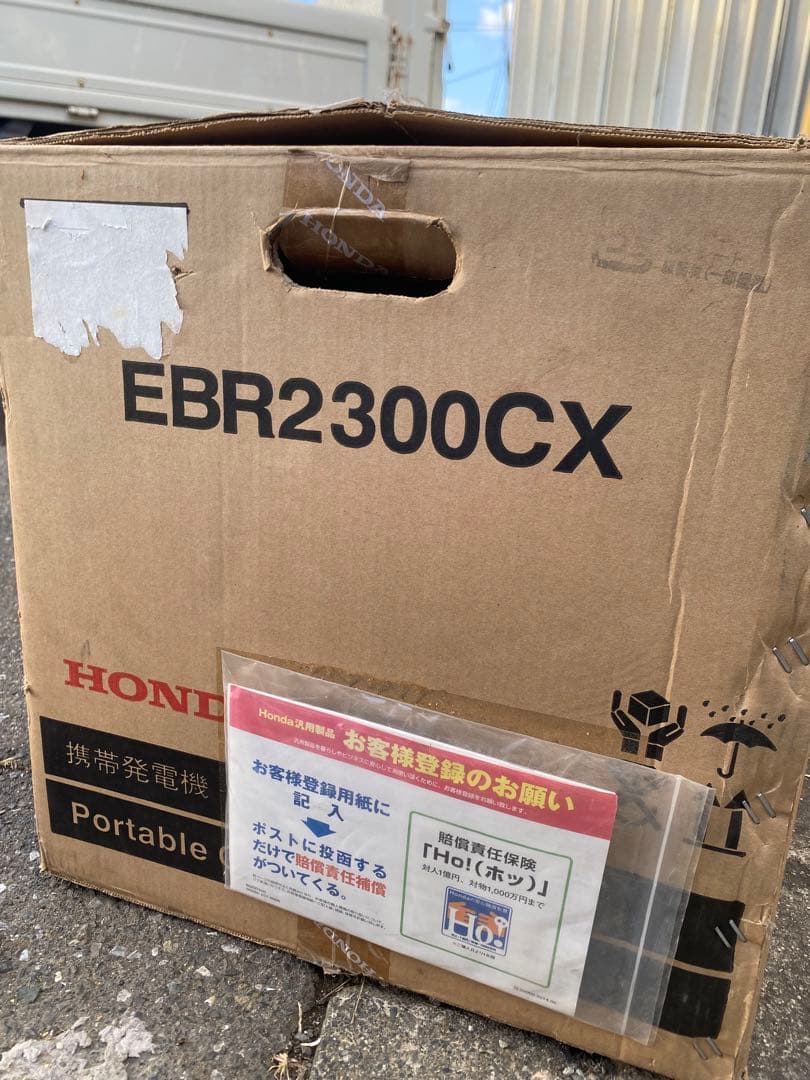 HONDA
HONDA
EBR2300CX
HOND
携帯発電機
Portable
Honda汎用製品 お客様登録のお願い
お客様登録用紙に
記 入
ポストに投函する
だけで賠償責任補償
がついてくる。
賠償責任保険
「Ho!(ホッ)」
対人1億円、対物1,000万円まで
Ho!
HONDA